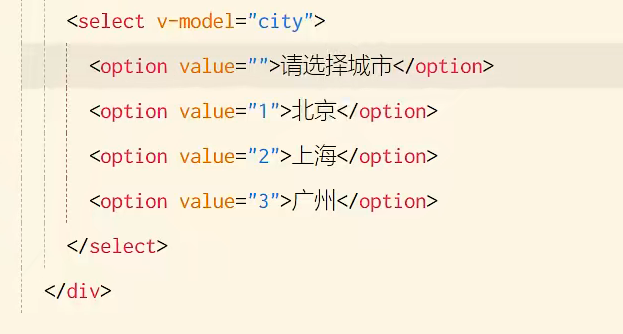 <select v-model="city">
<option value="">请选择城市</option>
<option value="1">北京</option>
<option value="2">上海</option>
<option value="3">广州</option>
</select>
</div>